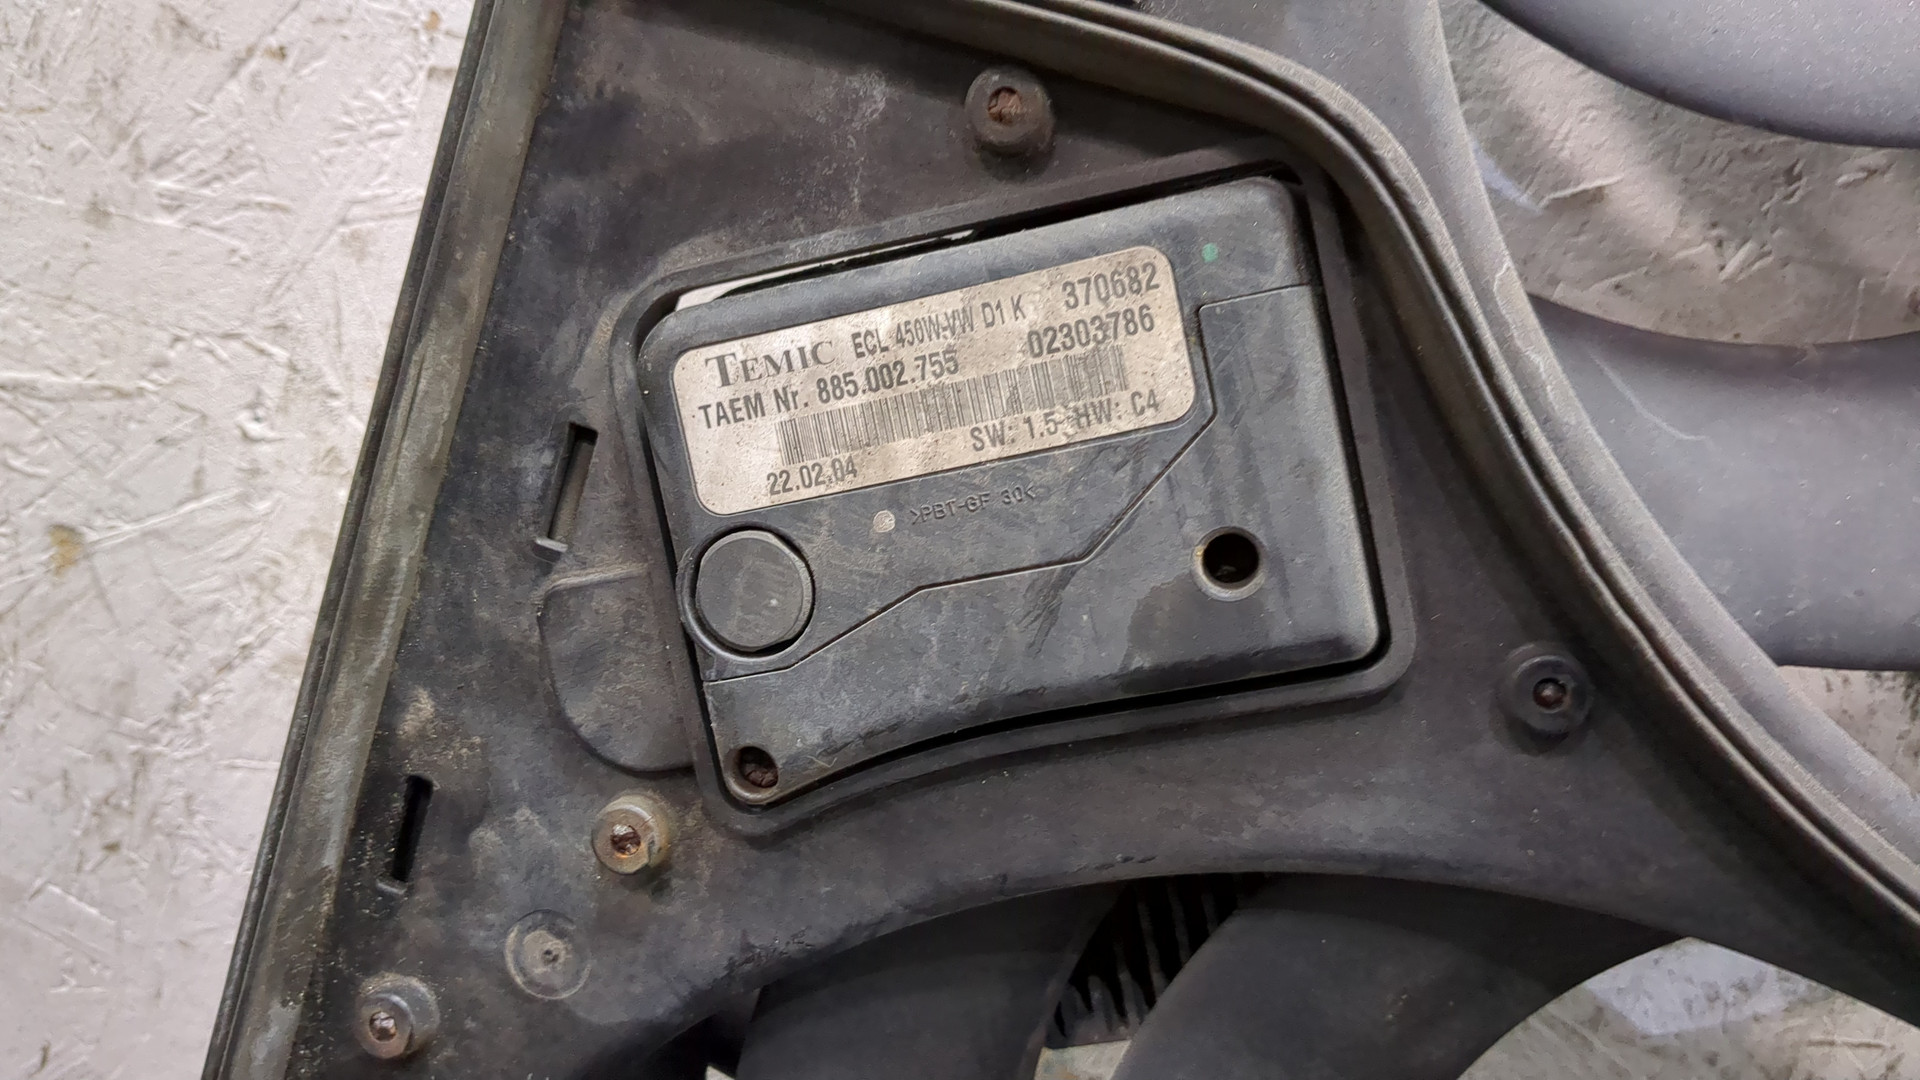 TEMIC ECL 450W-VW D1 K 370682
TAEM Nr. 885.002.755 02303786
SW: 1.5 HW: C4
22.02.04
>PBT-GF 30<